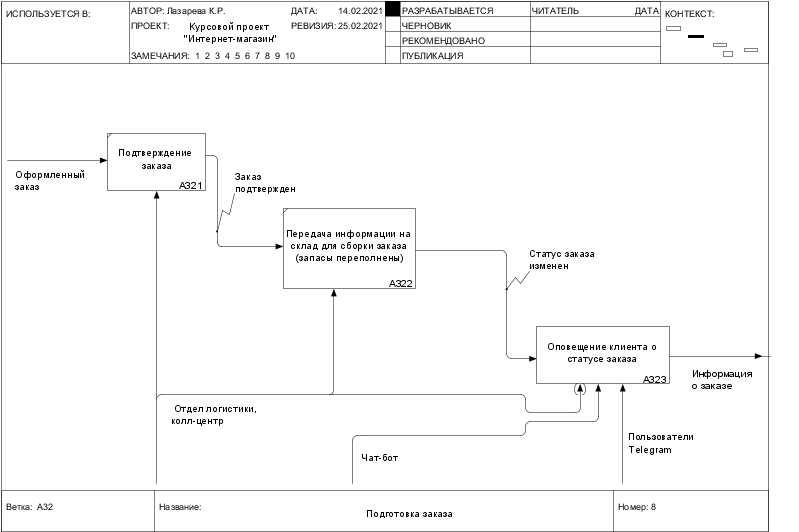 ИСПОЛЬЗУЕТСЯ В:
АВТОР: Лазарева К.Р.
ДАТА: 14.02.2021
РАЗРАБАТЫВАЕТСЯ
ЧИТАТЕЛЬ
ДАТА
КОНТЕКСТ:
ПРОЕКТ: Курсовой проект
"Интернет-магазин"
РЕВИЗИЯ: 25.02.2021
ЧЕРНОВИК
РЕКОМЕНДОВАНО
ЗАМЕЧАНИЯ: 1 2 3 4 5 6 7 8 9 10
ПУБЛИКАЦИЯ
Подтверждение
заказа
A321
Оформленный
заказ
Заказ
подтвержден
Передача информации на
склад для сборки заказа
(запасы переполнены)
A322
Статус заказа
изменен
Оповещение клиента о
статусе заказа
A323
Информация
о заказе
Отдел логистики,
колл-центр
Чат-бот
Пользователи
Telegram
Ветка: A32
Название:
Подготовка заказа
Номер: 8